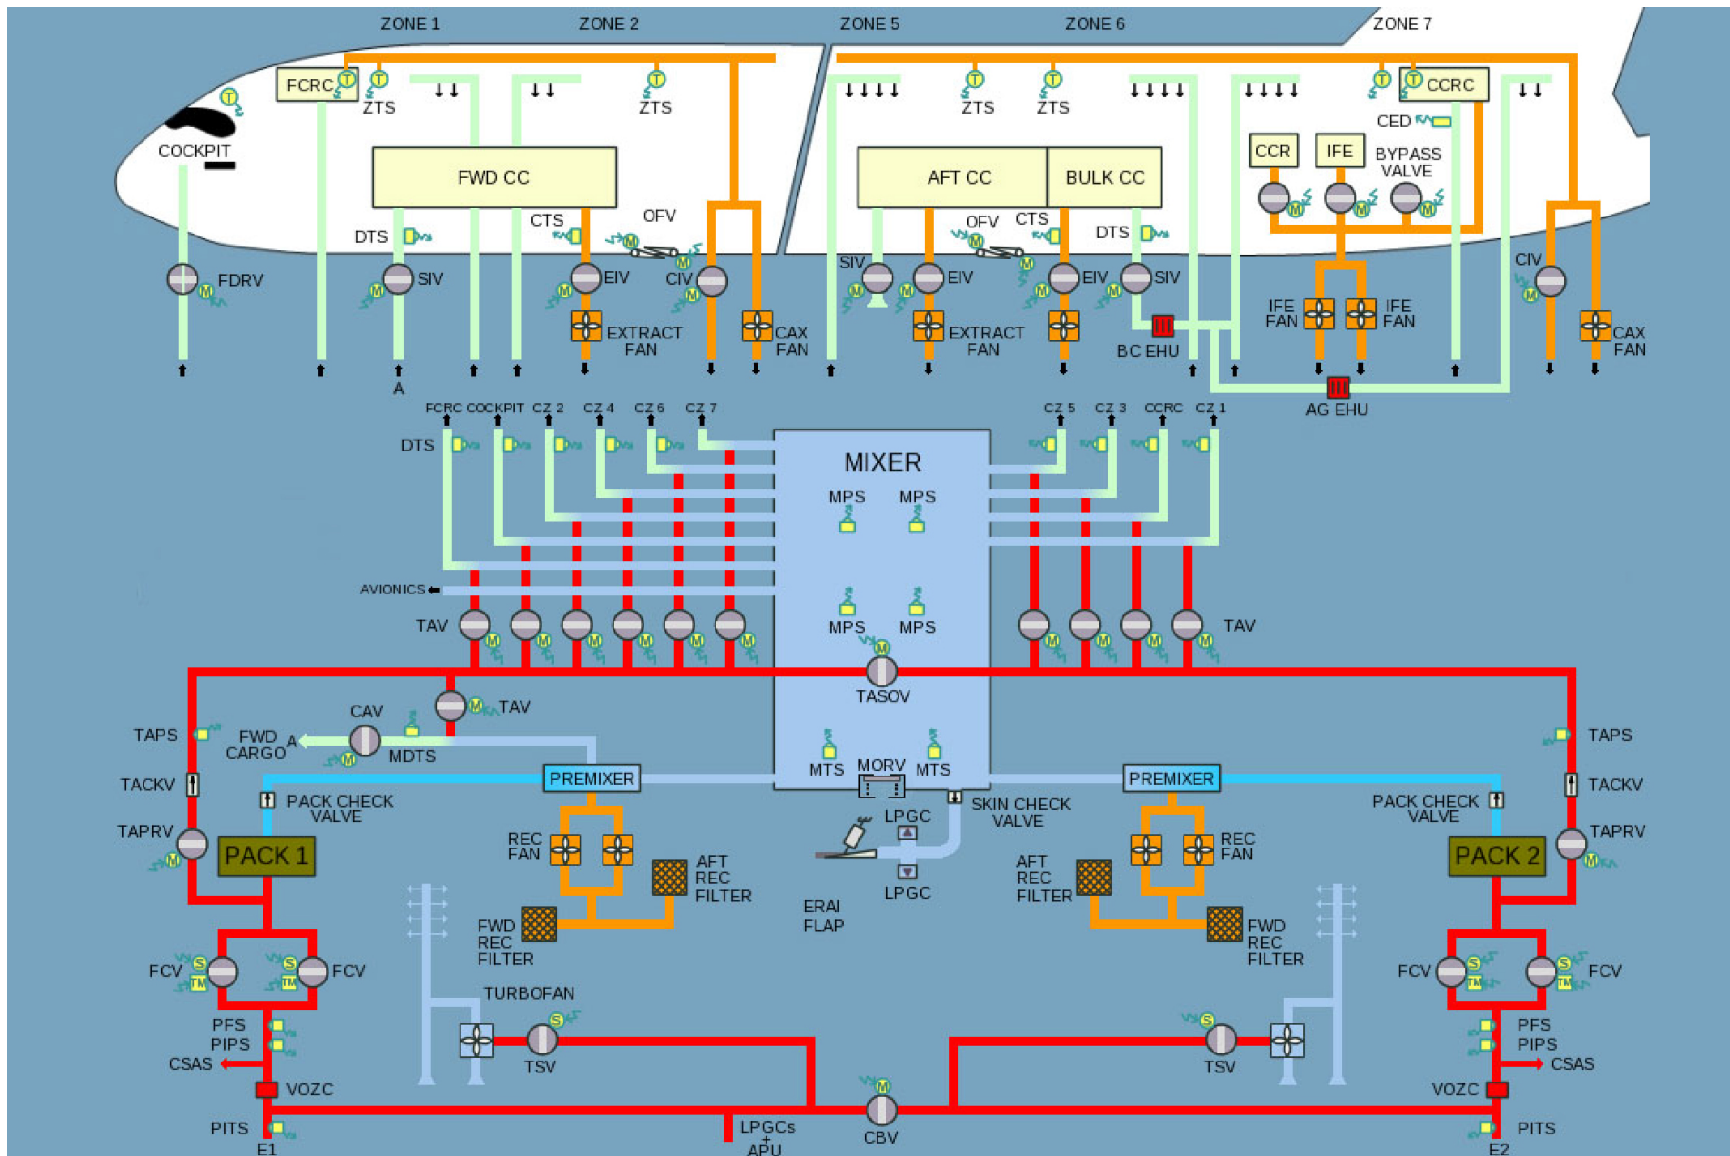 ZONE 1
ZONE 2
ZONE 5
ZONE 6
ZONE 7
FCRC
T
T
T
T
T
T
T
T
CCRC
ZTS
ZTS
ZTS
ZTS
CED
COCKPIT
FWD CC
AFT CC
BULK CC
CCR
IFE
BYPASS
VALVE
M
M
M
CTS
OFV
OFV
CTS
DTS
DTS
M
M
M
M
FDRV
M
SIV
M
EIV
M
CIV
M
SIV
M
EIV
M
EIV
M
SIV
M
CIV
M
EXTRACT
FAN
CAX
FAN
EXTRACT
FAN
BC EHU
IFE
FAN
IFE
FAN
CAX
FAN
A
AG EHU
FCRC
COCKPIT
CZ 2
CZ 4
CZ 6
CZ 7
CZ 5
CZ 3
CCRC
CZ 1
DTS
MIXER
MPS
MPS
AVIONICS
TAV
M
M
M
M
M
M
MPS
MPS
M
M
M
M
TAV
M
TASOV
TAV
M
CAV
M
MDTS
FWD
CARGO
A
TAPS
TAPS
MTS
MORV
MTS
TACKV
TACKV
PREMIXER
PREMIXER
PACK CHECK
VALVE
SKIN CHECK
VALVE
PACK CHECK
VALVE
TAPRV
M
TAPRV
M
PACK 1
PACK 2
REC
FAN
AFT
REC
FILTER
LPGC
LPGC
AFT
REC
FILTER
REC
FAN
ERAI
FLAP
FWD
REC
FILTER
FWD
REC
FILTER
FCV
S
TM
S
TM
FCV
FCV
S
TM
S
TM
FCV
TURBOFAN
S
TSV
S
TSV
PFS
PIPS
CSAS
PFS
PIPS
CSAS
VOZC
VOZC
PITS
E1
LPGCs
+
APU
M
CBV
PITS
E2